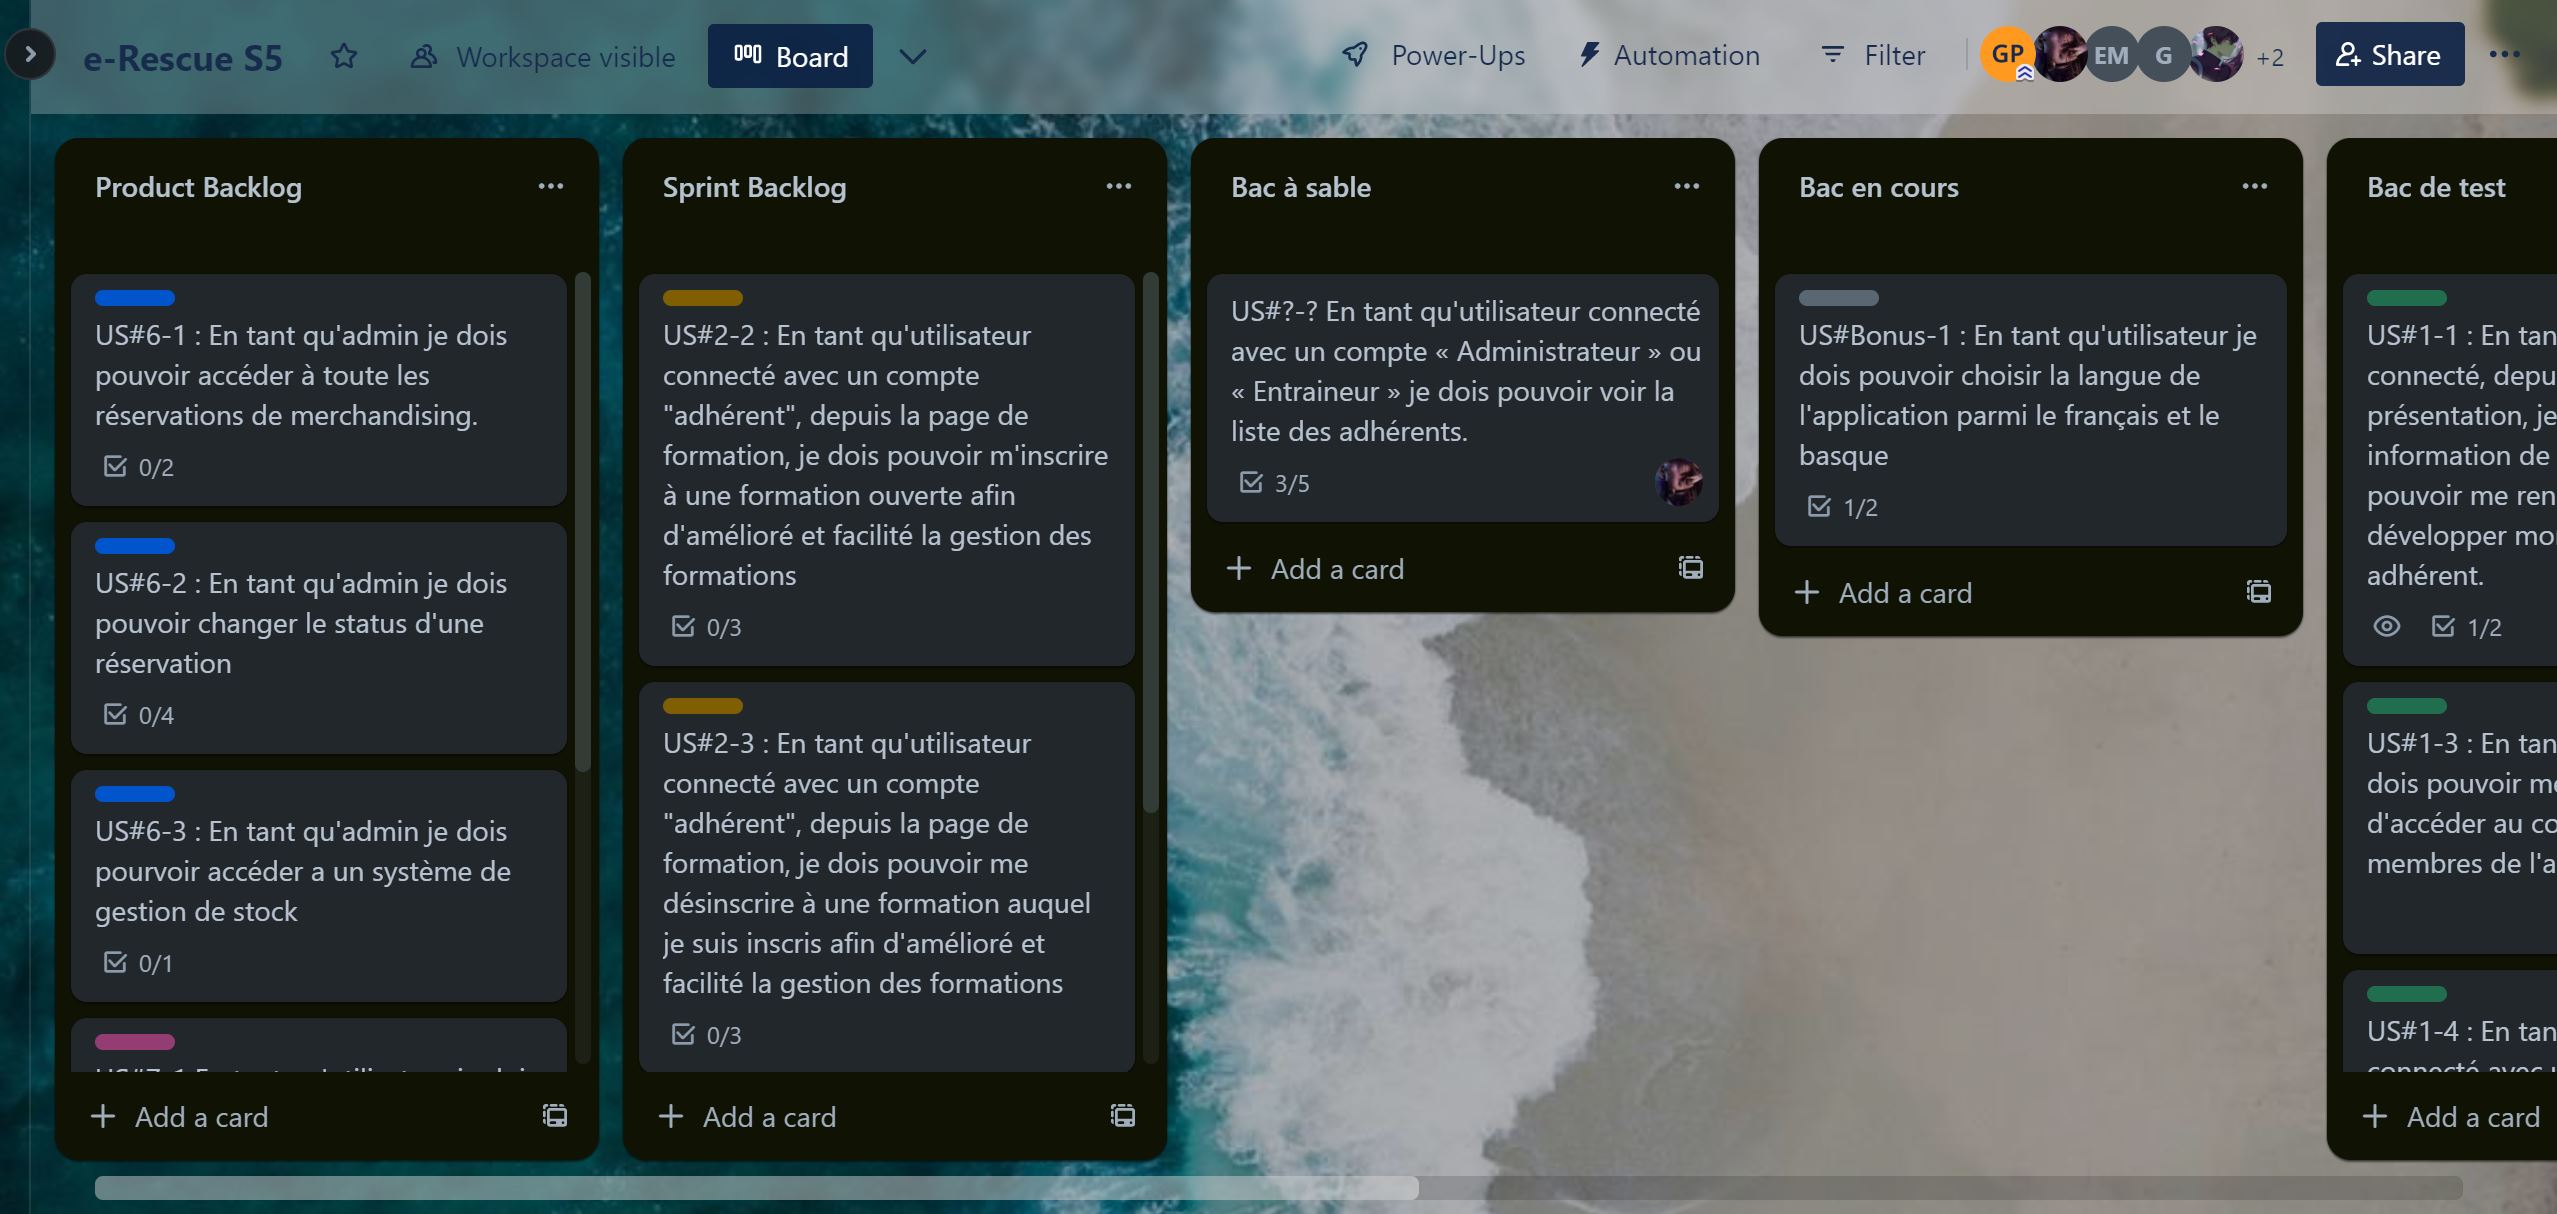 e-Rescue S5
Workspace visible
Board
Power-Ups
Automation
Filter
GP
EM
G
+2
Share
Product Backlog
US#6-1 : En tant qu'admin je dois
pouvoir accéder à toute les
réservations de merchandising.
0/2
US#6-2 : En tant qu'admin je dois
pouvoir changer le status d'une
réservation
0/4
US#6-3 : En tant qu'admin je dois
pourvoir accéder a un système de
gestion de stock
0/1
Add a card
Sprint Backlog
US#2-2 : En tant qu'utilisateur
connecté avec un compte
"adhérent", depuis la page de
formation, je dois pouvoir m'inscrire
à une formation ouverte afin
d'amélioré et facilité la gestion des
formations
0/3
US#2-3 : En tant qu'utilisateur
connecté avec un compte
"adhérent", depuis la page de
formation, je dois pouvoir me
désinscrire à une formation auquel
je suis inscris afin d'amélioré et
facilité la gestion des formations
0/3
Add a card
Bac à sable
US#?-? En tant qu'utilisateur connecté
avec un compte « Administrateur » ou
« Entraineur » je dois pouvoir voir la
liste des adhérents.
3/5
Add a card
Bac en cours
US#Bonus-1 : En tant qu'utilisateur je
dois pouvoir choisir la langue de
l'application parmi le français et le
basque
1/2
Add a card
Bac de test
US#1-1 : En tan
connecté, depu
présentation, je
information de
pouvoir me ren
développer mo
adhérent.
1/2
US#1-3 : En tan
dois pouvoir me
d'accéder au co
membres de l'a
US#1-4 : En tan
connecté avec
Add a card